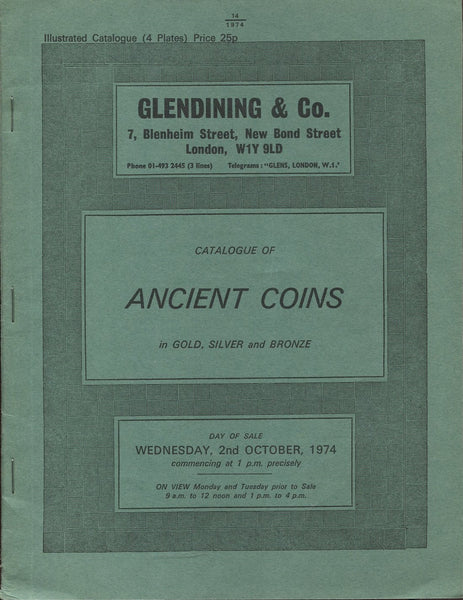 14
1974
Illustrated Catalogue (4 Plates) Price 25p
GLENDINING & Co.
7, Blenheim Street, New Bond Street
London, W1Y 9LD
Phone 01-493 2445 (3 lines) Telegrams: "GLENS, LONDON, W.1."
CATALOGUE OF
ANCIENT COINS
in GOLD, SILVER and BRONZE
DAY OF SALE
WEDNESDAY, 2nd OCTOBER, 1974
commencing at 1 p.m. precisely
ON VIEW Monday and Tuesday prior to Sale
9 a.m. to 12 noon and 1 p.m. to 4 p.m.